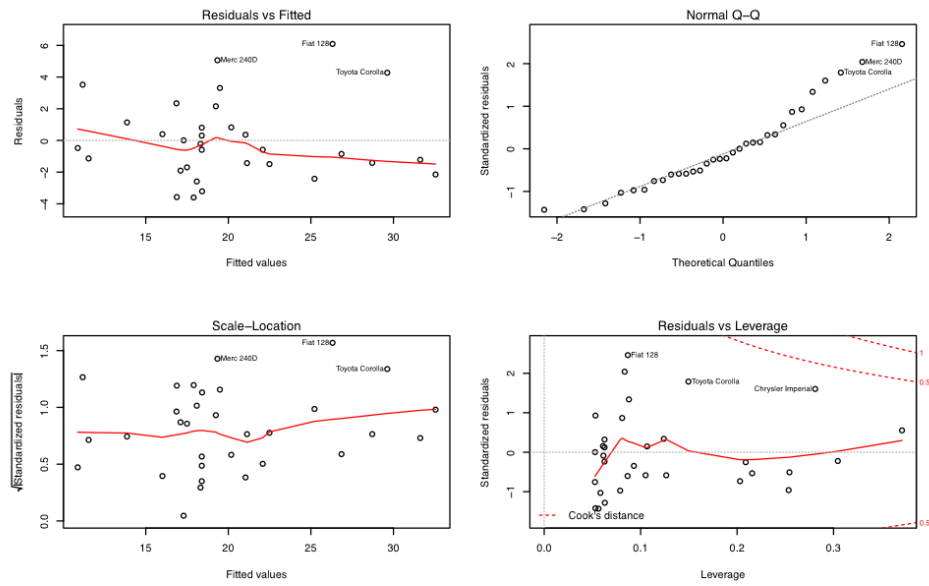 Residuals vs Fitted
Residuals
6
4
2
0
−2
−4
Fiat 128
Merc 240D
Toyota Corolla
15
20
25
30
Fitted values
Normal Q−Q
Standardized residuals
2
1
0
−1
Fiat 128
Merc 240D
Toyota Corolla
−2
−1
0
1
2
Theoretical Quantiles
Scale−Location
√|Standardized residuals|
1.5
1.0
0.5
0.0
Fiat 128
Merc 240D
Toyota Corolla
15
20
25
30
Fitted values
Residuals vs Leverage
Standardized residuals
2
1
0
−1
Fiat 128
Toyota Corolla
Chrysler Imperial
1
0.5
0.5
Cook's distance
0.0
0.1
0.2
0.3
Leverage